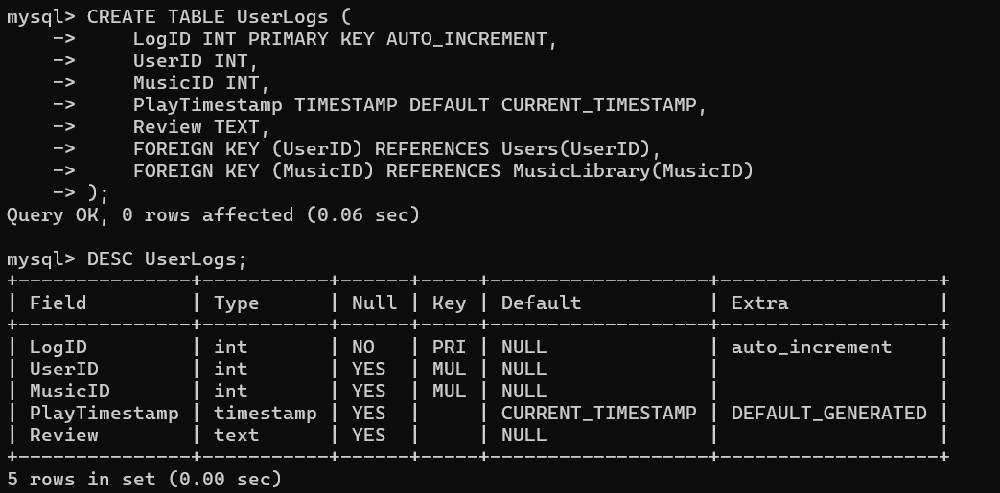 mysql> CREATE TABLE UserLogs (
    ->     LogID INT PRIMARY KEY AUTO_INCREMENT,
    ->     UserID INT,
    ->     MusicID INT,
    ->     PlayTimestamp TIMESTAMP DEFAULT CURRENT_TIMESTAMP,
    ->     Review TEXT,
    ->     FOREIGN KEY (UserID) REFERENCES Users(UserID),
    ->     FOREIGN KEY (MusicID) REFERENCES MusicLibrary(MusicID)
    -> );
Query OK, 0 rows affected (0.06 sec)

mysql> DESC UserLogs;
+---------------+-----------+------+-----+-------------------+-------------------+
| Field         | Type      | Null | Key | Default           | Extra             |
+---------------+-----------+------+-----+-------------------+-------------------+
| LogID         | int       | NO   | PRI | NULL              | auto_increment    |
| UserID        | int       | YES  | MUL | NULL              |                   |
| MusicID       | int       | YES  | MUL | NULL              |                   |
| PlayTimestamp | timestamp | YES  |     | CURRENT_TIMESTAMP | DEFAULT_GENERATED |
| Review        | text      | YES  |     | NULL              |                   |
+---------------+-----------+------+-----+-------------------+-------------------+
5 rows in set (0.00 sec)